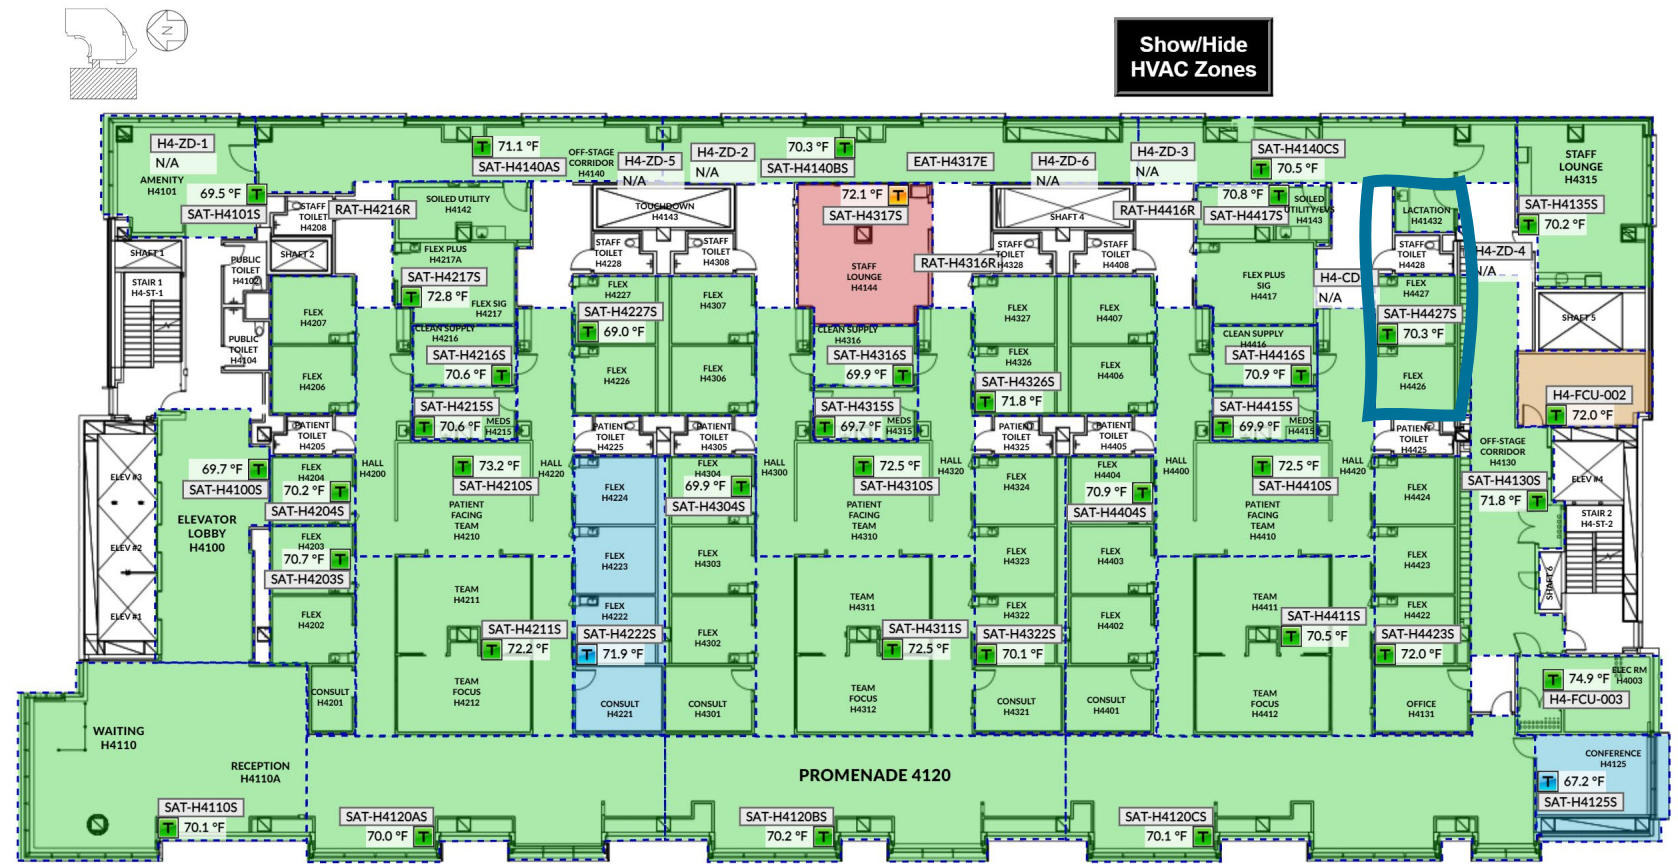 N
Show/Hide
HVAC Zones
H4-ZD-1
N/A
AMENITY
H4101
69.5 °F
SAT-H4101S
71.1 °F
SAT-H4140AS
OFF-STAGE
CORRIDOR
H4140
H4-ZD-5
N/A
H4-ZD-2
N/A
70.3 °F
SAT-H4140BS
EAT-H4317E
H4-ZD-6
N/A
H4-ZD-3
N/A
SAT-H4140CS
70.5 °F
STAFF
LOUNGE
H4315
SAT-H4135S
70.2 °F
STAFF
TOILET
H4208
RAT-H4216R
SOILED UTILITY
H4142
TOUCHDOWN
H4143
72.1 °F
SAT-H4317S
STAFF
LOUNGE
H4144
SHAFT 4
RAT-H4416R
70.8 °F
SAT-H4417S
SOILED
UTILITY/EVS
H4143
LACTATION
H41432
SHAFT 1
SHAFT 2
PUBLIC
TOILET
H4102
STAIR 1
H4-ST-1
PUBLIC
TOILET
H4104
FLEX PLUS
H4217A
SAT-H4217S
72.8 °F
FLEX SIG
H4217
STAFF
TOILET
H4228
STAFF
TOILET
H4308
RAT-H4316R
STAFF
TOILET
H4328
STAFF
TOILET
H4408
FLEX PLUS
SIG
H4417
H4-CD
N/A
STAFF
TOILET
H4428
H4-ZD-4
N/A
SHAFT 5
FLEX
H4207
FLEX
H4206
CLEAN SUPPLY
H4216
SAT-H4216S
70.6 °F
FLEX
H4227
SAT-H4227S
69.0 °F
FLEX
H4226
FLEX
H4307
FLEX
H4306
CLEAN SUPPLY
H4316
SAT-H4316S
69.9 °F
FLEX
H4327
FLEX
H4326
SAT-H4326S
71.8 °F
FLEX
H4407
FLEX
H4406
CLEAN SUPPLY
H4416
SAT-H4416S
70.9 °F
FLEX
H4427
SAT-H4427S
70.3 °F
FLEX
H4426
H4-FCU-002
72.0 °F
SAT-H4215S
70.6 °F
MEDS
H4215
SAT-H4315S
69.7 °F
MEDS
H4315
SAT-H4415S
69.9 °F
MEDS
H4415
PATIENT
TOILET
H4205
PATIENT
TOILET
H4225
PATIENT
TOILET
H4305
PATIENT
TOILET
H4325
PATIENT
TOILET
H4405
PATIENT
TOILET
H4425
OFF-STAGE
CORRIDOR
H4130
SAT-H4130S
71.8 °F
ELEV #3
ELEV #2
ELEV #1
ELEV #4
STAIR 2
H4-ST-2
SHAFT 6
69.7 °F
SAT-H4100S
ELEVATOR
LOBBY
H4100
FLEX
H4204
70.2 °F
SAT-H4204S
FLEX
H4203
70.7 °F
SAT-H4203S
FLEX
H4202
CONSULT
H4201
HALL
H4200
73.2 °F
SAT-H4210S
PATIENT
FACING
TEAM
H4210
HALL
H4220
TEAM
H4211
SAT-H4211S
72.2 °F
TEAM
FOCUS
H4212
FLEX
H4224
FLEX
H4223
FLEX
H4222
SAT-H4222S
71.9 °F
CONSULT
H4221
FLEX
H4304
69.9 °F
SAT-H4304S
FLEX
H4303
FLEX
H4302
CONSULT
H4301
HALL
H4300
72.5 °F
SAT-H4310S
PATIENT
FACING
TEAM
H4310
HALL
H4320
TEAM
H4311
SAT-H4311S
72.5 °F
TEAM
FOCUS
H4312
FLEX
H4324
FLEX
H4323
FLEX
H4322
SAT-H4322S
70.1 °F
CONSULT
H4321
FLEX
H4404
70.9 °F
SAT-H4404S
FLEX
H4403
FLEX
H4402
CONSULT
H4401
HALL
H4400
72.5 °F
SAT-H4410S
PATIENT
FACING
TEAM
H4410
HALL
H4420
TEAM
H4411
SAT-H4411S
70.5 °F
TEAM
FOCUS
H4412
FLEX
H4424
FLEX
H4423
FLEX
H4422
SAT-H4423S
72.0 °F
OFFICE
H4131
ELEC RM
H4003
74.9 °F
H4-FCU-003
WAITING
H4110
RECEPTION
H4110A
PROMENADE 4120
CONFERENCE
H4125
67.2 °F
SAT-H4125S
SAT-H4110S
70.1 °F
SAT-H4120AS
70.0 °F
SAT-H4120BS
70.2 °F
SAT-H4120CS
70.1 °F